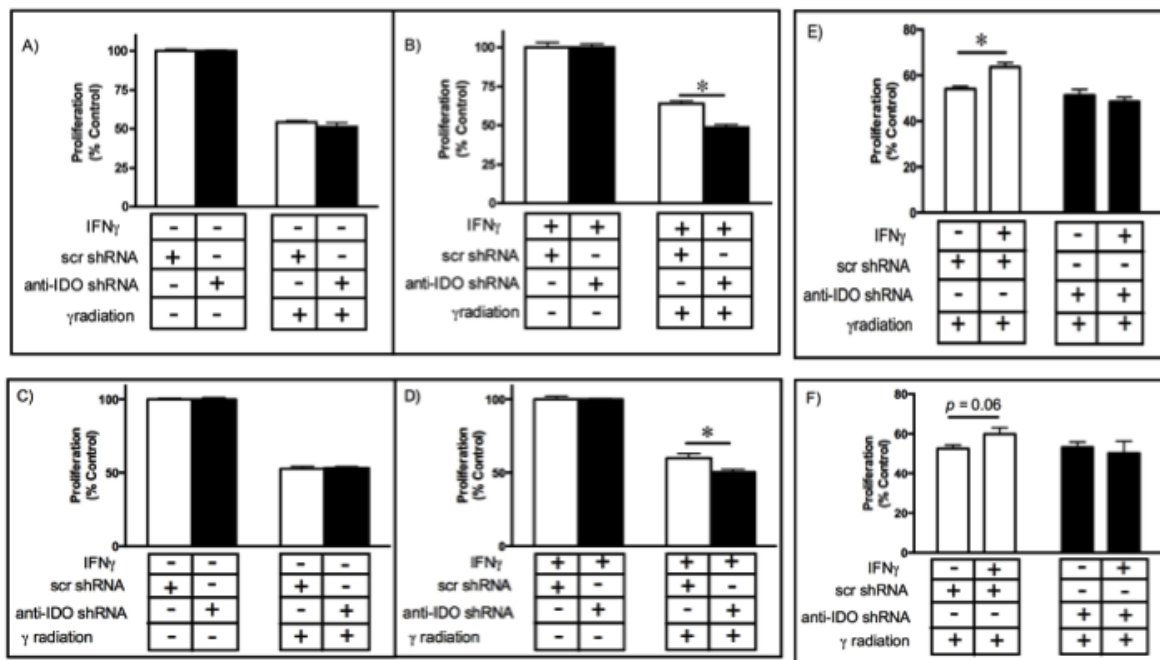 A)
Proliferation
(% Control)
100
75
50
25
0
IFNγ - - - -
scr shRNA + - + -
anti-IDO shRNA - + - +
γradiation - - + +
B)
Proliferation
(% Control)
100
75
50
25
0
*
IFNγ + + + +
scr shRNA + - + -
anti-IDO shRNA - + - +
γradiation - - + +
E)
Proliferation
(% Control)
80
60
40
20
0
*
IFNγ - + - +
scr shRNA + + - -
anti-IDO shRNA - - + +
γradiation + + + +
C)
Proliferation
(% Control)
100
50
0
IFNγ - - - -
scr shRNA + - + -
anti-IDO shRNA - + - +
γ radiation - - + +
D)
Proliferation
(% Control)
100
50
0
*
IFNγ + + + +
scr shRNA + - + -
anti-IDO shRNA - + - +
γ radiation - - + +
F)
Proliferation
(% Control)
80
60
40
20
0
p = 0.06
IFNγ - + - +
scr shRNA + + - -
anti-IDO shRNA - - + +
γ radiation + + + +